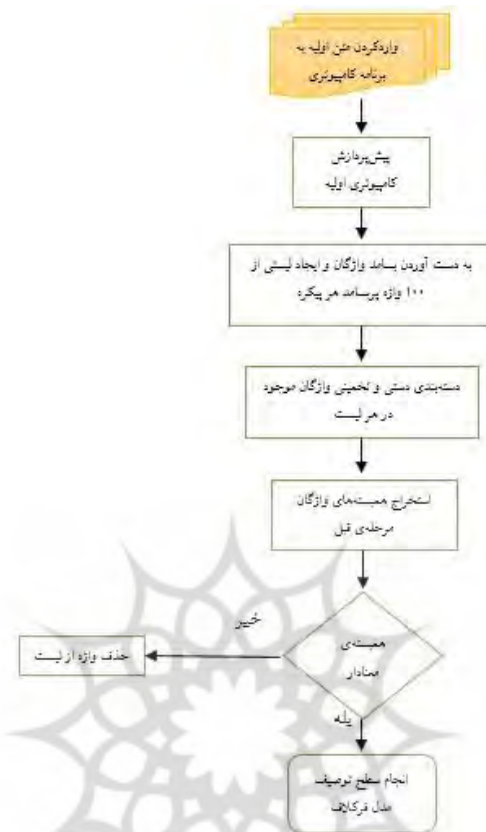 واردکردن متن اولیه به
برنامه کامپیوتری
پیش‌پردازش
کامپیوتری اولیه
به دست آوردن بسامد واژگان و ایجاد لیستی از
۱۰۰ واژه پربسامد هر پیکره
دسته‌بندی دستی و تخمینی واژگان موجود
در هر لیست
استخراج همبسته‌های واژگان
مرحله‌ی قبل
همبسته‌ی
معنادار
خیر
حذف واژه از لیست
بله
انجام سطح توصیف
مدل فرکلاف